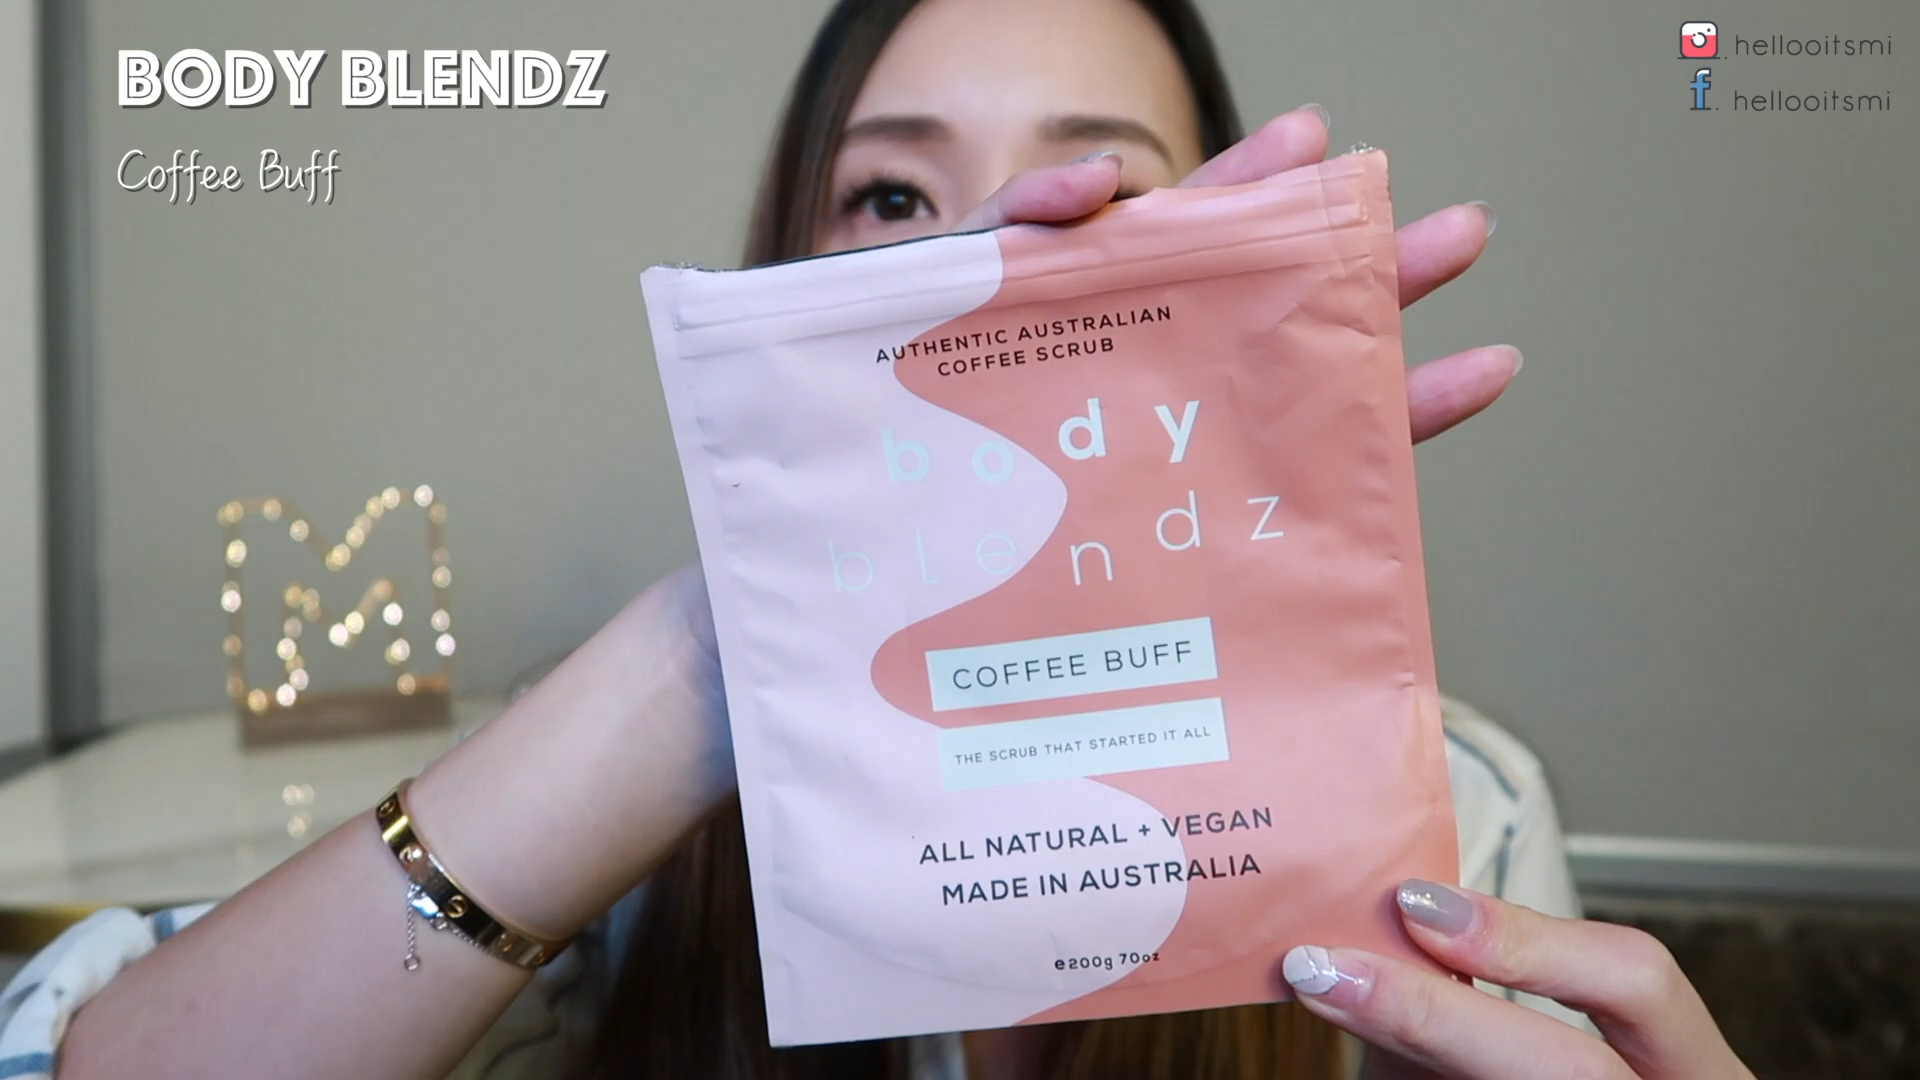 BODY BLENDZ
Coffee Buff
hellooitsmi
f. hellooitsmi
AUTHENTIC AUSTRALIAN
COFFEE SCRUB
body
blendz
COFFEE BUFF
THE SCRUB THAT STARTED IT ALL
ALL NATURAL + VEGAN
MADE IN AUSTRALIA
e200g 70oz